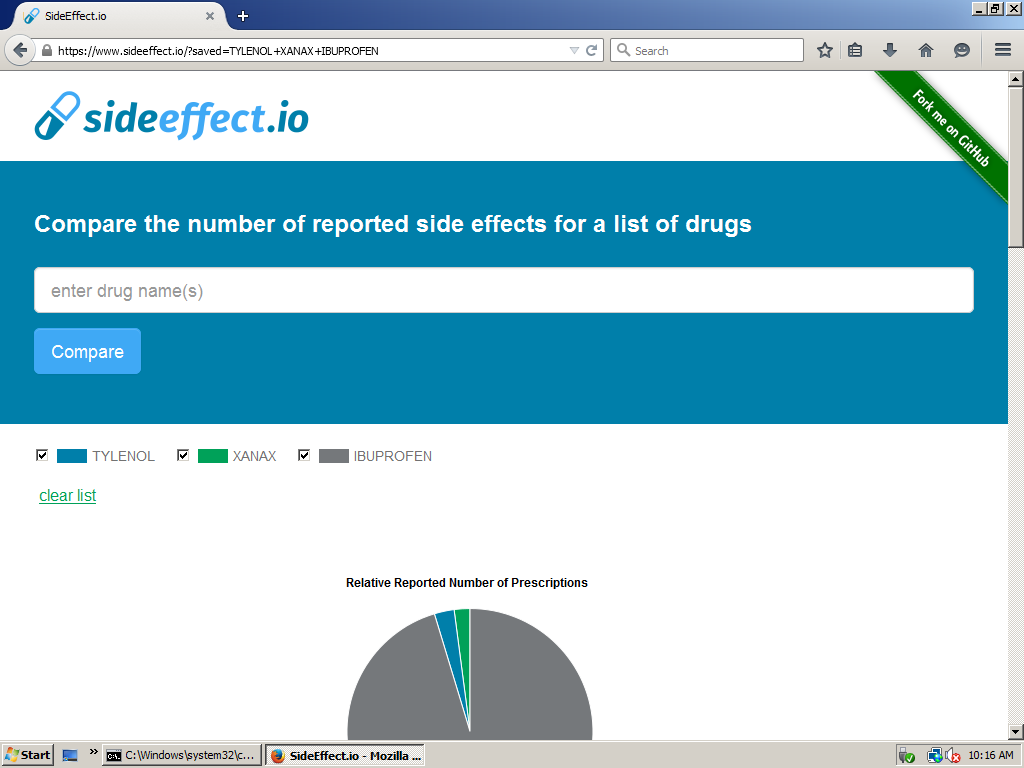 SideEffect.io
https://www.sideeffect.io/?saved=TYLENOL+XANAX+IBUPROFEN
Search
sideeffect.io
Fork me on GitHub
Compare the number of reported side effects for a list of drugs
enter drug name(s)
Compare
TYLENOL XANAX IBUPROFEN
clear list
Relative Reported Number of Prescriptions
Start
»
C:\Windows\system32\c...
SideEffect.io - Mozilla ...
10:16 AM